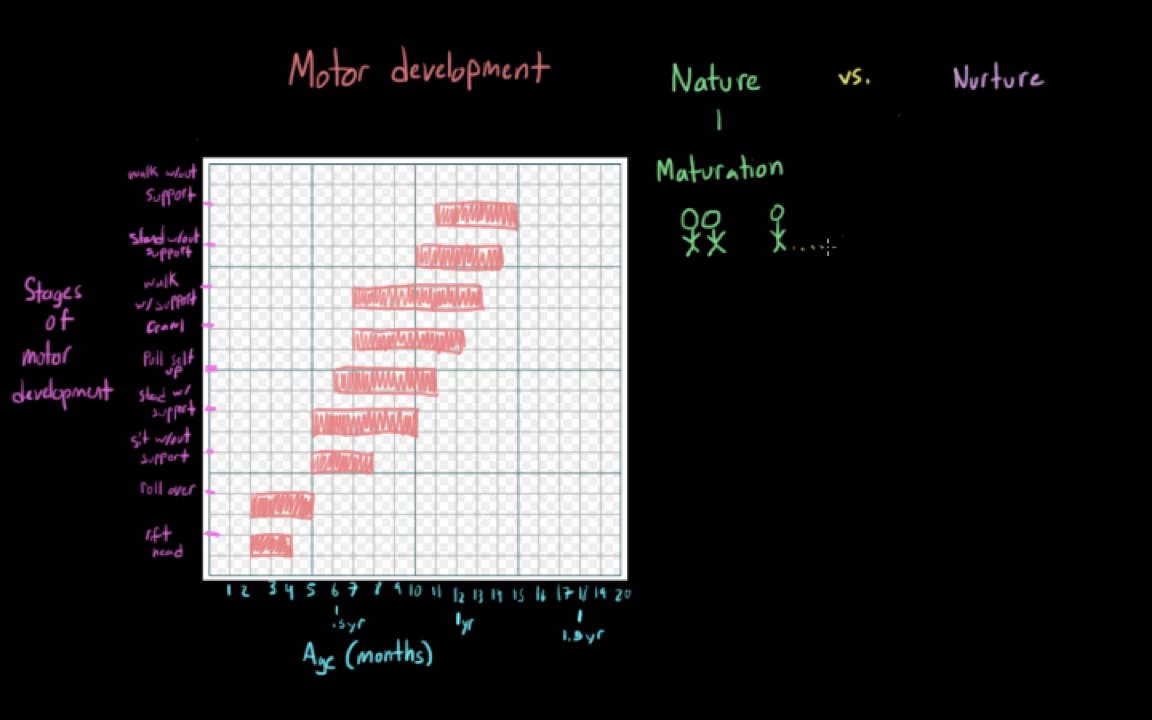 Motor development
Nature vs. Nurture
Maturation
walk w/out
support
stand w/out
support
walk
w/ support
Crawl
Pull self
up
stand w/
support
sit w/out
support
roll over
lift
head
Stages
of
motor
development
1 2 3 4 5 6 7 8 9 10 11 12 13 14 15 16 17 18 19 20
.5yr 1yr 1.5yr
Age (months)